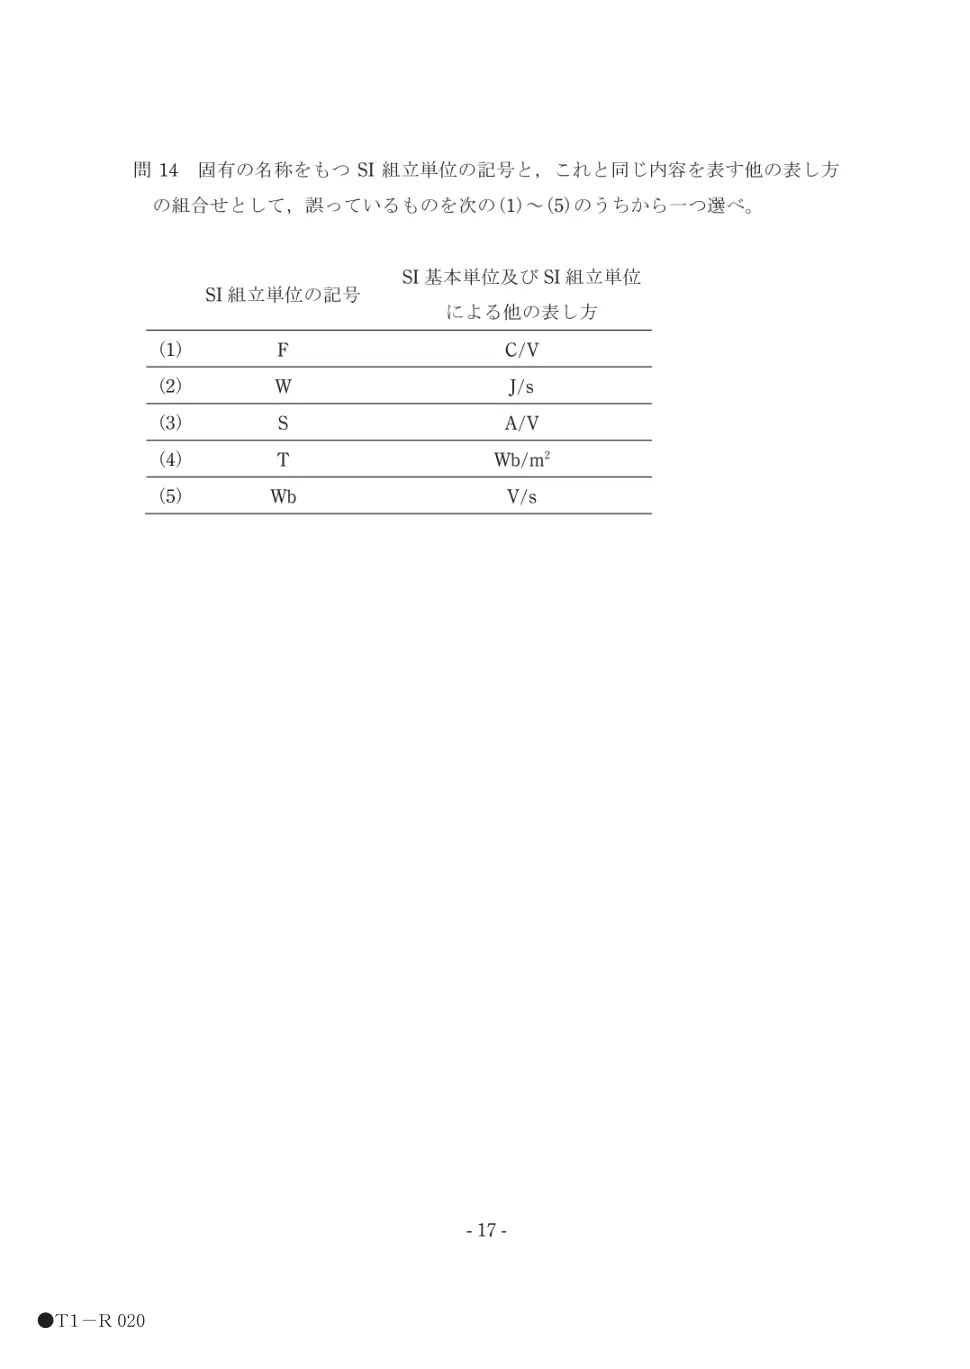 問 14　固有の名称をもつ SI 組立単位の記号と，これと同じ内容を表す他の表し方
の組合せとして，誤っているものを次の(1)～(5)のうちから一つ選べ。
SI 組立単位の記号　SI 基本単位及び SI 組立単位
による他の表し方
(1)　F　C/V
(2)　W　J/s
(3)　S　A/V
(4)　T　Wb/m²
(5)　Wb　V/s
- 17 -
●T1－R 020